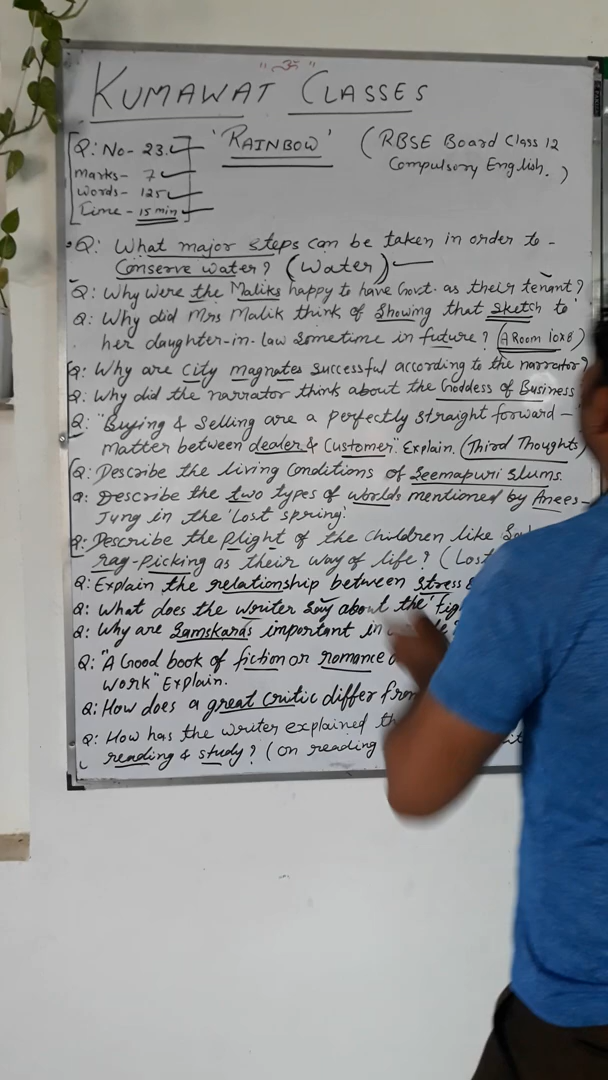 "ॐ"
KUMAWAT CLASSES
Q: No- 23.
'RAINBOW'
(RBSE Board Class 12
Compulsory English.)
Marks- 7
Words- 125
Time - 15 min
Q: What major steps can be taken in order to -
Conserve water? (Water)
Q: Why were the Maliks happy to have Govt. as their tenant?
Q: Why did Mrs Malik think of showing that sketch to
her daughter-in-law sometime in future? (A Room 10x8)
Q: Why are city magnates successful according to the narrator?
Q: Why did the narrator think about the Goddess of Business
Q: "Buying & selling are a perfectly straight forward -
matter between dealer & Customer" Explain. (Third Thoughts)
Q: Describe the living Conditions of Seemapuri slums.
Q: Describe the two types of worlds mentioned by Anees-
Jung in the 'Lost spring'.
Q: Describe the Plight of the Children like
rag-picking as their way of life? (Lost
Q: Explain the relationship between stress
Q: What does the writer say about the
Q: Why are Samskaras important in
Q: "A Good book of fiction or romance
work" Explain.
Q: How does a great critic differ from
Q: How has the writer explained
reading & study? (On reading